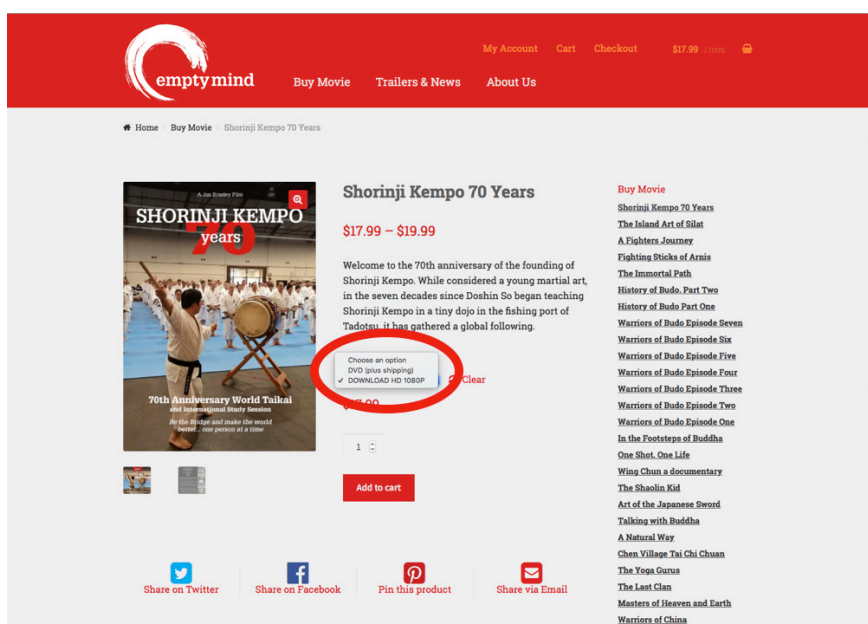 My Account Cart Checkout $17.99 1 item
emptymind
Buy Movie Trailers & News About Us
Home Buy Movie Shorinji Kempo 70 Years
A Jon Braeley Film
SHORINJI KEMPO
70
years
70th Anniversary World Taikai
and International Study Session
Be the Bridge and make the world
better... one person at a time
Shorinji Kempo 70 Years
$17.99 – $19.99
Welcome to the 70th anniversary of the founding of
Shorinji Kempo. While considered a young martial art,
in the seven decades since Doshin So began teaching
Shorinji Kempo in a tiny dojo in the fishing port of
Tadotsu, it has gathered a global following.
Choose an option
DVD (plus shipping)
✓ DOWNLOAD HD 1080P
Clear
$17.99
1
Add to cart
Share on Twitter
Share on Facebook
Pin this product
Share via Email
Buy Movie
Shorinji Kempo 70 Years
The Island Art of Silat
A Fighters Journey
Fighting Sticks of Arnis
The Immortal Path
History of Budo, Part Two
History of Budo Part One
Warriors of Budo Episode Seven
Warriors of Budo Episode Six
Warriors of Budo Episode Five
Warriors of Budo Episode Four
Warriors of Budo Episode Three
Warriors of Budo Episode Two
Warriors of Budo Episode One
In the Footsteps of Buddha
One Shot. One Life
Wing Chun a documentary
The Shaolin Kid
Art of the Japanese Sword
Talking with Buddha
A Natural Way
Chen Village Tai Chi Chuan
The Yoga Gurus
The Last Clan
Masters of Heaven and Earth
Warriors of China